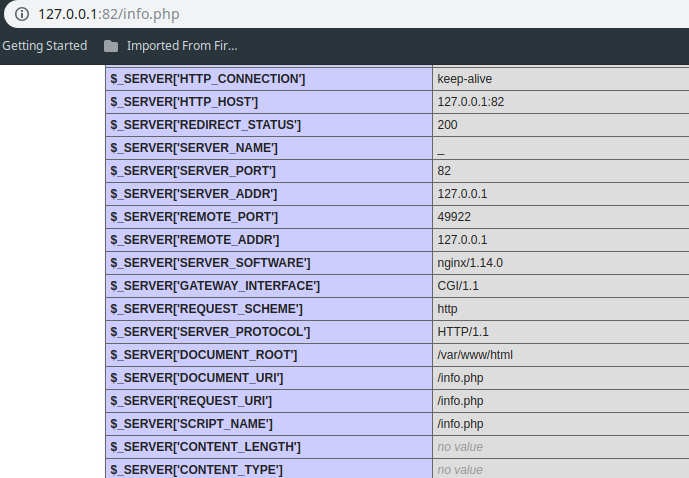 127.0.0.1:82/info.php
Getting Started Imported From Fir...
$_SERVER['HTTP_CONNECTION'] keep-alive
$_SERVER['HTTP_HOST'] 127.0.0.1:82
$_SERVER['REDIRECT_STATUS'] 200
$_SERVER['SERVER_NAME'] _
$_SERVER['SERVER_PORT'] 82
$_SERVER['SERVER_ADDR'] 127.0.0.1
$_SERVER['REMOTE_PORT'] 49922
$_SERVER['REMOTE_ADDR'] 127.0.0.1
$_SERVER['SERVER_SOFTWARE'] nginx/1.14.0
$_SERVER['GATEWAY_INTERFACE'] CGI/1.1
$_SERVER['REQUEST_SCHEME'] http
$_SERVER['SERVER_PROTOCOL'] HTTP/1.1
$_SERVER['DOCUMENT_ROOT'] /var/www/html
$_SERVER['DOCUMENT_URI'] /info.php
$_SERVER['REQUEST_URI'] /info.php
$_SERVER['SCRIPT_NAME'] /info.php
$_SERVER['CONTENT_LENGTH'] no value
$_SERVER['CONTENT_TYPE'] no value